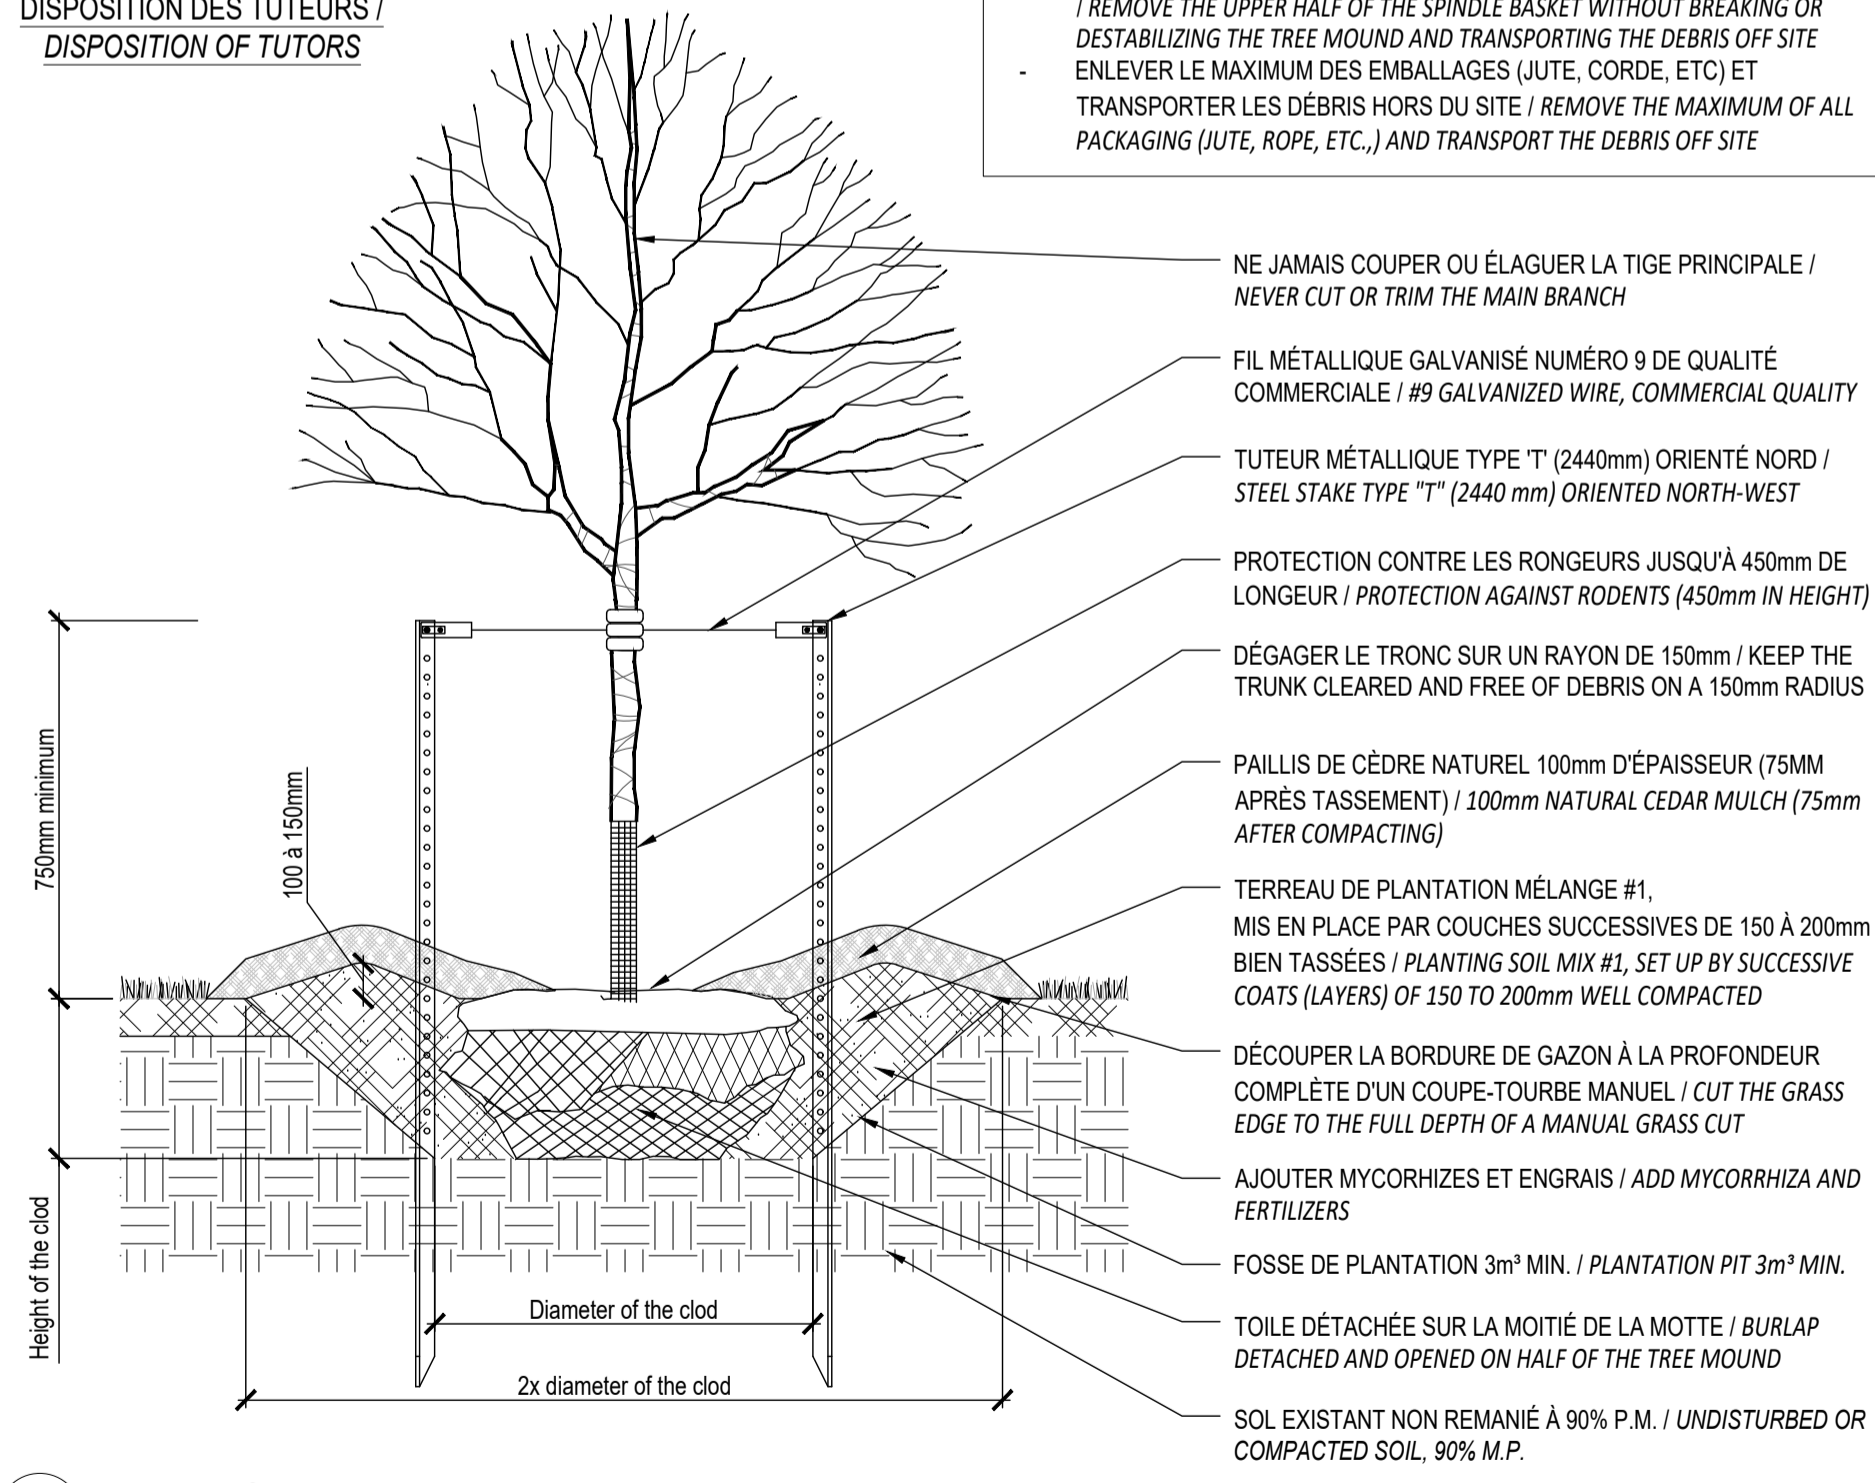 DISPOSITION DES TUTEURS /
DISPOSITION OF TUTORS
/ REMOVE THE UPPER HALF OF THE SPINDLE BASKET WITHOUT BREAKING OR
DESTABILIZING THE TREE MOUND AND TRANSPORTING THE DEBRIS OFF SITE
- ENLEVER LE MAXIMUM DES EMBALLAGES (JUTE, CORDE, ETC) ET
TRANSPORTER LES DÉBRIS HORS DU SITE / REMOVE THE MAXIMUM OF ALL
PACKAGING (JUTE, ROPE, ETC.,) AND TRANSPORT THE DEBRIS OFF SITE
NE JAMAIS COUPER OU ÉLAGUER LA TIGE PRINCIPALE /
NEVER CUT OR TRIM THE MAIN BRANCH
FIL MÉTALLIQUE GALVANISÉ NUMÉRO 9 DE QUALITÉ
COMMERCIALE / #9 GALVANIZED WIRE, COMMERCIAL QUALITY
TUTEUR MÉTALLIQUE TYPE 'T' (2440mm) ORIENTÉ NORD /
STEEL STAKE TYPE "T" (2440 mm) ORIENTED NORTH-WEST
PROTECTION CONTRE LES RONGEURS JUSQU'À 450mm DE
LONGEUR / PROTECTION AGAINST RODENTS (450mm IN HEIGHT)
DÉGAGER LE TRONC SUR UN RAYON DE 150mm / KEEP THE
TRUNK CLEARED AND FREE OF DEBRIS ON A 150mm RADIUS
PAILLIS DE CÈDRE NATUREL 100mm D'ÉPAISSEUR (75MM
APRÈS TASSEMENT) / 100mm NATURAL CEDAR MULCH (75mm
AFTER COMPACTING)
TERREAU DE PLANTATION MÉLANGE #1,
MIS EN PLACE PAR COUCHES SUCCESSIVES DE 150 À 200mm
BIEN TASSÉES / PLANTING SOIL MIX #1, SET UP BY SUCCESSIVE
COATS (LAYERS) OF 150 TO 200mm WELL COMPACTED
DÉCOUPER LA BORDURE DE GAZON À LA PROFONDEUR
COMPLÈTE D'UN COUPE-TOURBE MANUEL / CUT THE GRASS
EDGE TO THE FULL DEPTH OF A MANUAL GRASS CUT
AJOUTER MYCORHIZES ET ENGRAIS / ADD MYCORRHIZA AND
FERTILIZERS
FOSSE DE PLANTATION 3m³ MIN. / PLANTATION PIT 3m³ MIN.
TOILE DÉTACHÉE SUR LA MOITIÉ DE LA MOTTE / BURLAP
DETACHED AND OPENED ON HALF OF THE TREE MOUND
SOL EXISTANT NON REMANIÉ À 90% P.M. / UNDISTURBED OR
COMPACTED SOIL, 90% M.P.
750mm minimum
100 à 150mm
Height of the clod
Diameter of the clod
2x diameter of the clod